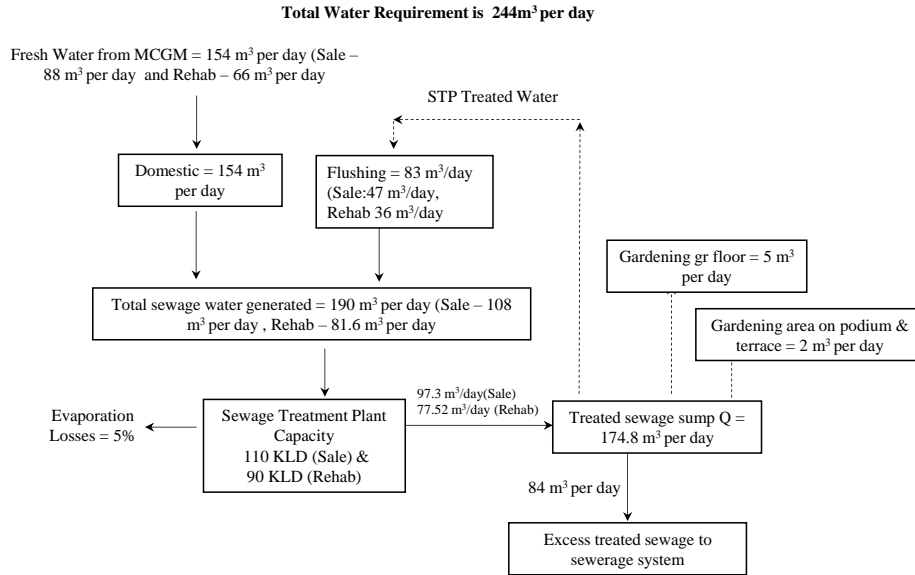 Total Water Requirement is 244m³ per day
Fresh Water from MCGM = 154 m³ per day (Sale –
88 m³ per day and Rehab – 66 m³ per day
STP Treated Water
Domestic = 154 m³
per day
Flushing = 83 m³/day
(Sale:47 m³/day,
Rehab 36 m³/day
Gardening gr floor = 5 m³
per day
Total sewage water generated = 190 m³ per day (Sale – 108
m³ per day , Rehab – 81.6 m³ per day
Gardening area on podium &
terrace = 2 m³ per day
97.3 m³/day(Sale)
77.52 m³/day (Rehab)
Evaporation
Losses = 5%
Sewage Treatment Plant
Capacity
110 KLD (Sale) &
90 KLD (Rehab)
Treated sewage sump Q =
174.8 m³ per day
84 m³ per day
Excess treated sewage to
sewerage system